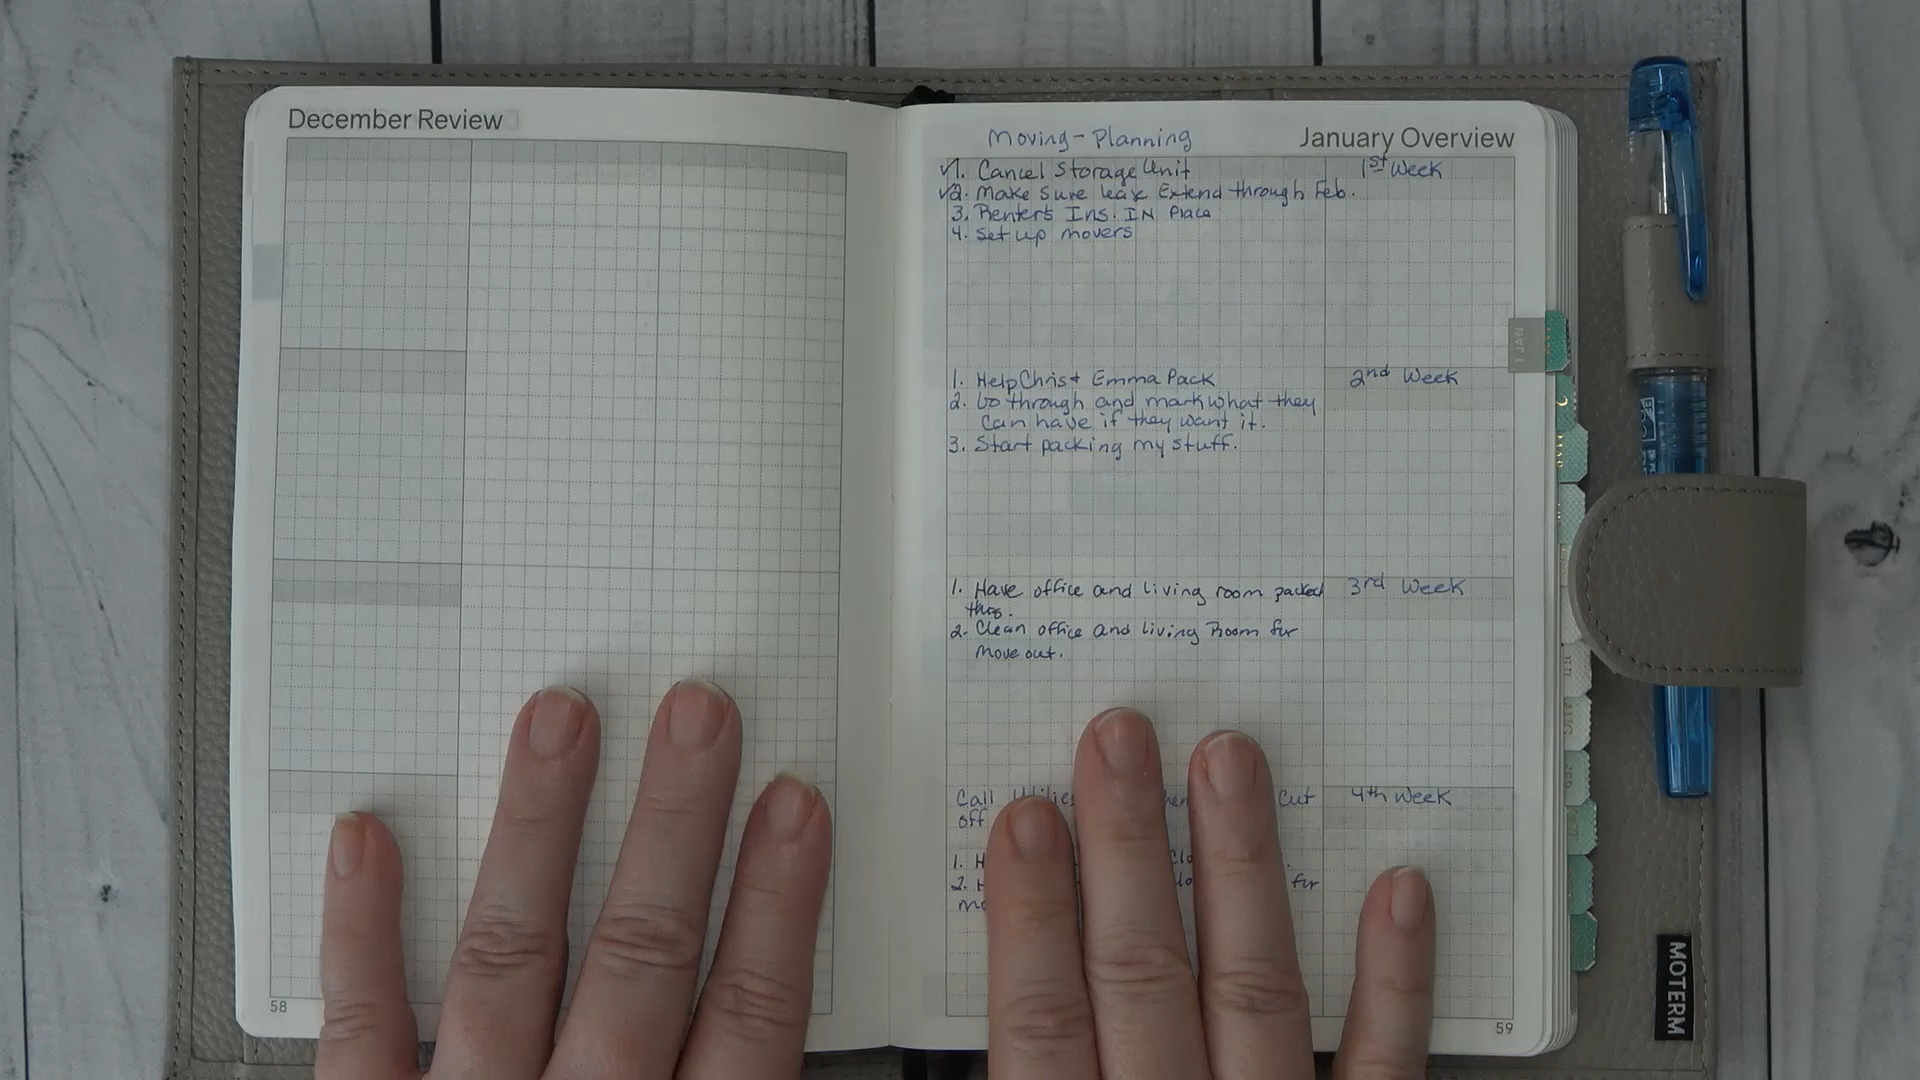 December Review
58
Moving - Planning
January Overview
✓1. Cancel Storage Unit
1st Week
✓2. Make Sure lease Extend through Feb.
3. Renters Ins. IN Place
4. Set up movers
1 JAN
1. Help Chris + Emma Pack
2nd Week
2. Go through and mark what they
Can have if they want it.
3. Start packing my stuff.
1. Have office and living room packed
3rd Week
2. Clean office and living Room for
Move out.
Call Cut
4th Week
off
1.
2. for
59
MOTERM